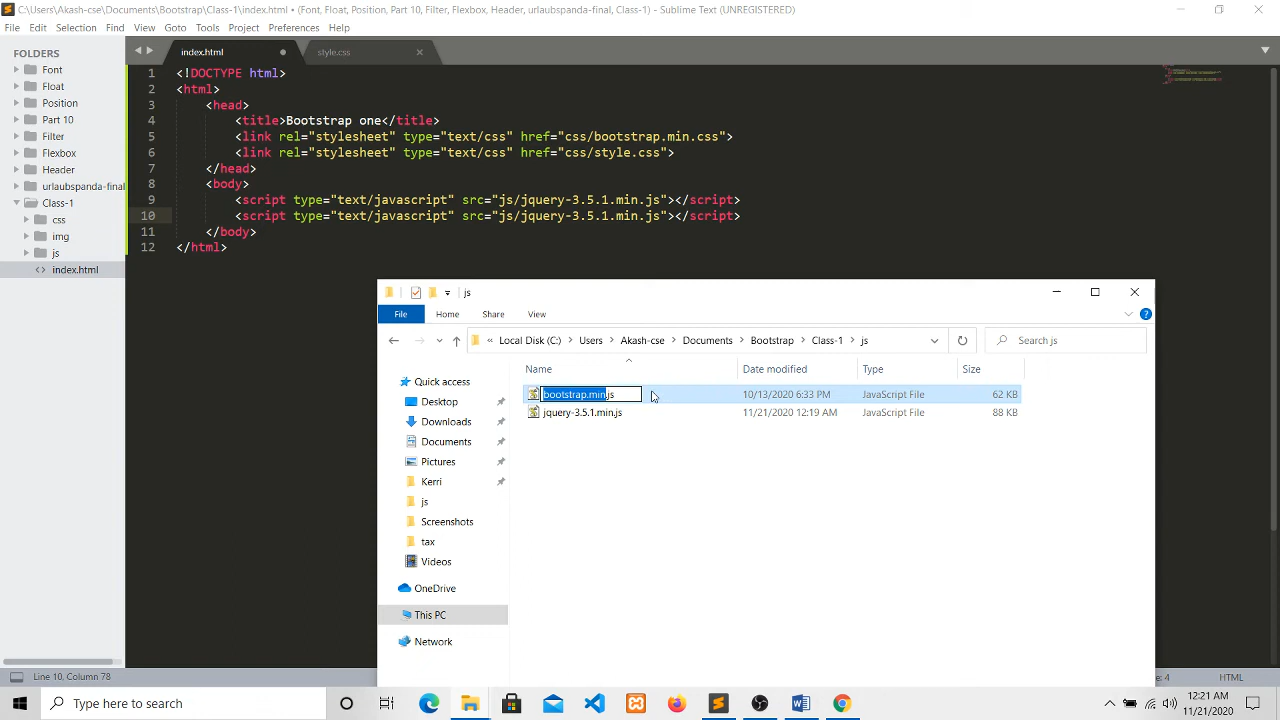 C:\Users\Akash-cse\Documents\Bootstrap\Class-1\index.html • (Font, Float, Position, Part 10, Filter, Flexbox, Header, urlaubspanda-final, Class-1) - Sublime Text (UNREGISTERED)
File Edit Selection Find View Goto Tools Project Preferences Help
FOLDERS
Font
Float
Position
Part 10
Filter
Flexbox
Header
urlaubspanda-final
Class-1
css
img
js
<> index.html
index.html
style.css
1 <!DOCTYPE html>
2 <html>
3 <head>
4 <title>Bootstrap one</title>
5 <link rel="stylesheet" type="text/css" href="css/bootstrap.min.css">
6 <link rel="stylesheet" type="text/css" href="css/style.css">
7 </head>
8 <body>
9 <script type="text/javascript" src="js/jquery-3.5.1.min.js"></script>
10 <script type="text/javascript" src="js/jquery-3.5.1.min.js"></script>
11 </body>
12 </html>
js
File Home Share View
« Local Disk (C:) > Users > Akash-cse > Documents > Bootstrap > Class-1 > js
Search js
Name Date modified Type Size
bootstrap.min.js 10/13/2020 6:33 PM JavaScript File 62 KB
jquery-3.5.1.min.js 11/21/2020 12:19 AM JavaScript File 88 KB
Quick access
Desktop
Downloads
Documents
Pictures
Kerri
js
Screenshots
tax
Videos
OneDrive
This PC
Network
Line 10, Column 78
e: 4
HTML
Type here to search
12:21 AM
11/21/2020